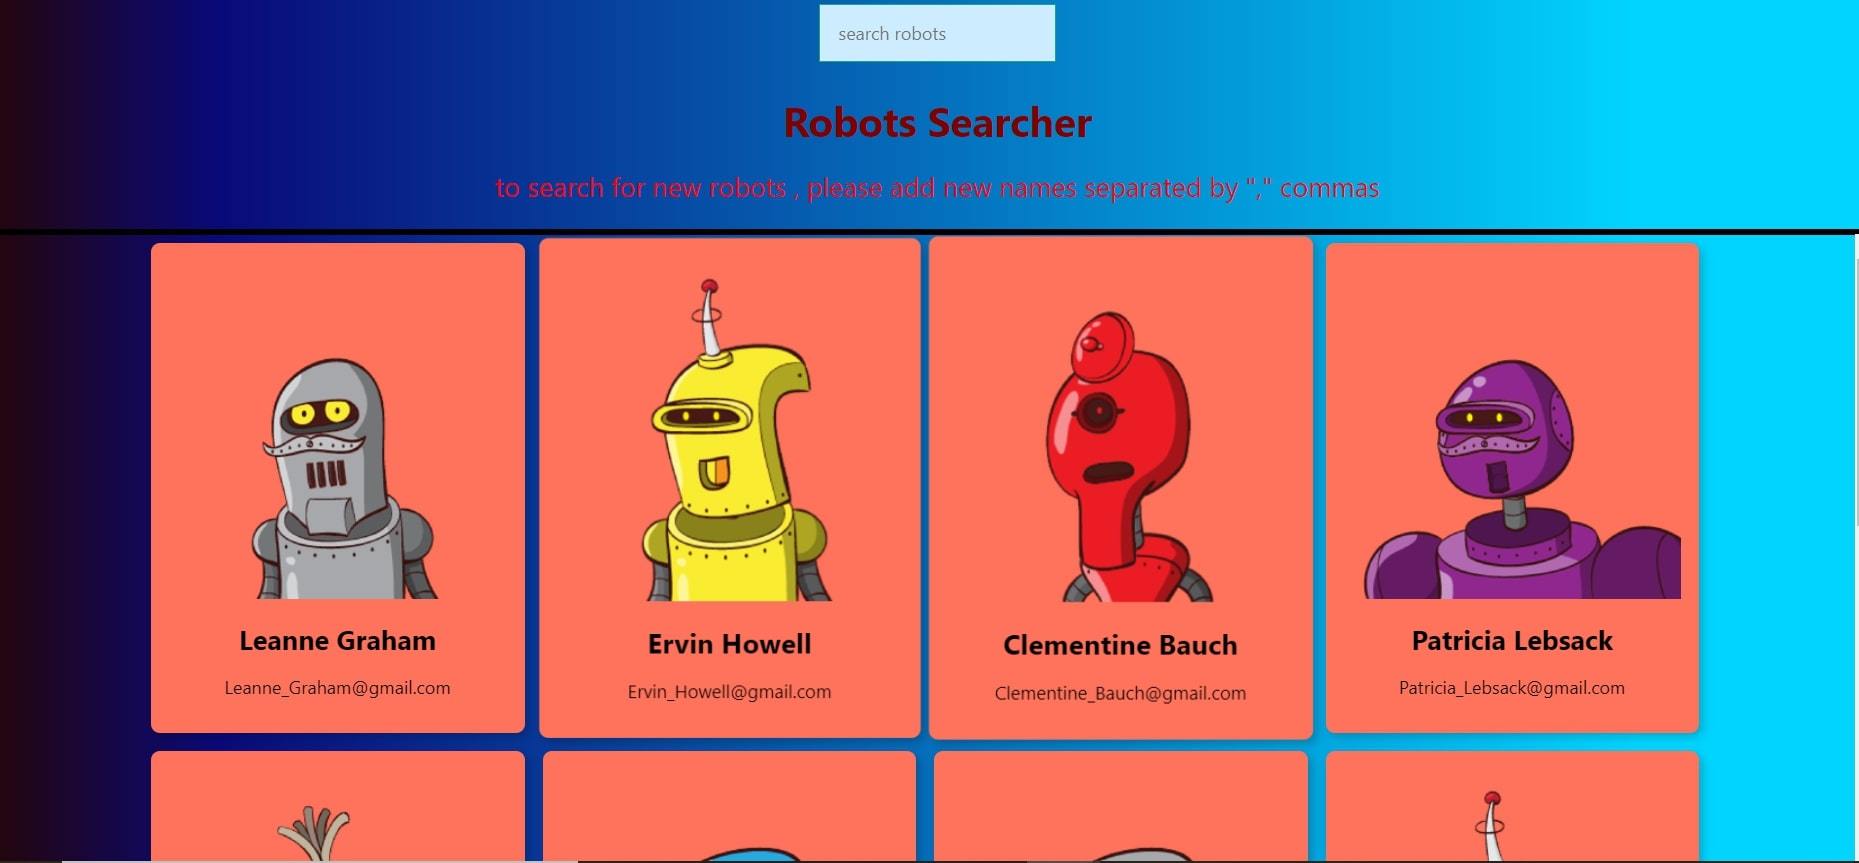 search robots
Robots Searcher
to search for new robots , please add new names separated by "," commas
Leanne Graham
Leanne_Graham@gmail.com
Ervin Howell
Ervin_Howell@gmail.com
Clementine Bauch
Clementine_Bauch@gmail.com
Patricia Lebsack
Patricia_Lebsack@gmail.com